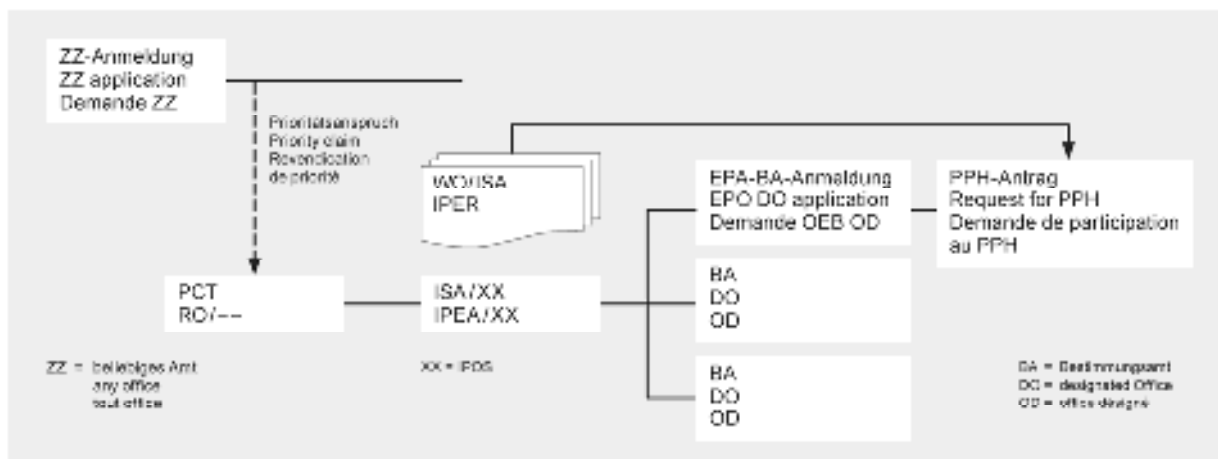 ZZ-Anmeldung
ZZ application
Demande ZZ
Prioritätsanspruch
Priority claim
Revendication
de priorité
WO/ISA
IPER
EPA-BA-Anmeldung
EPO DO application
Demande OEB OD
PPH-Antrag
Request for PPH
Demande de participation
au PPH
PCT
RO/––
ISA/XX
IPEA/XX
BA
DO
OD
BA
DO
OD
ZZ = beliebiges Amt
any office
tout office
XX = IPOS
BA = Bestimmungsamt
DO = designated Office
OD = office désigné